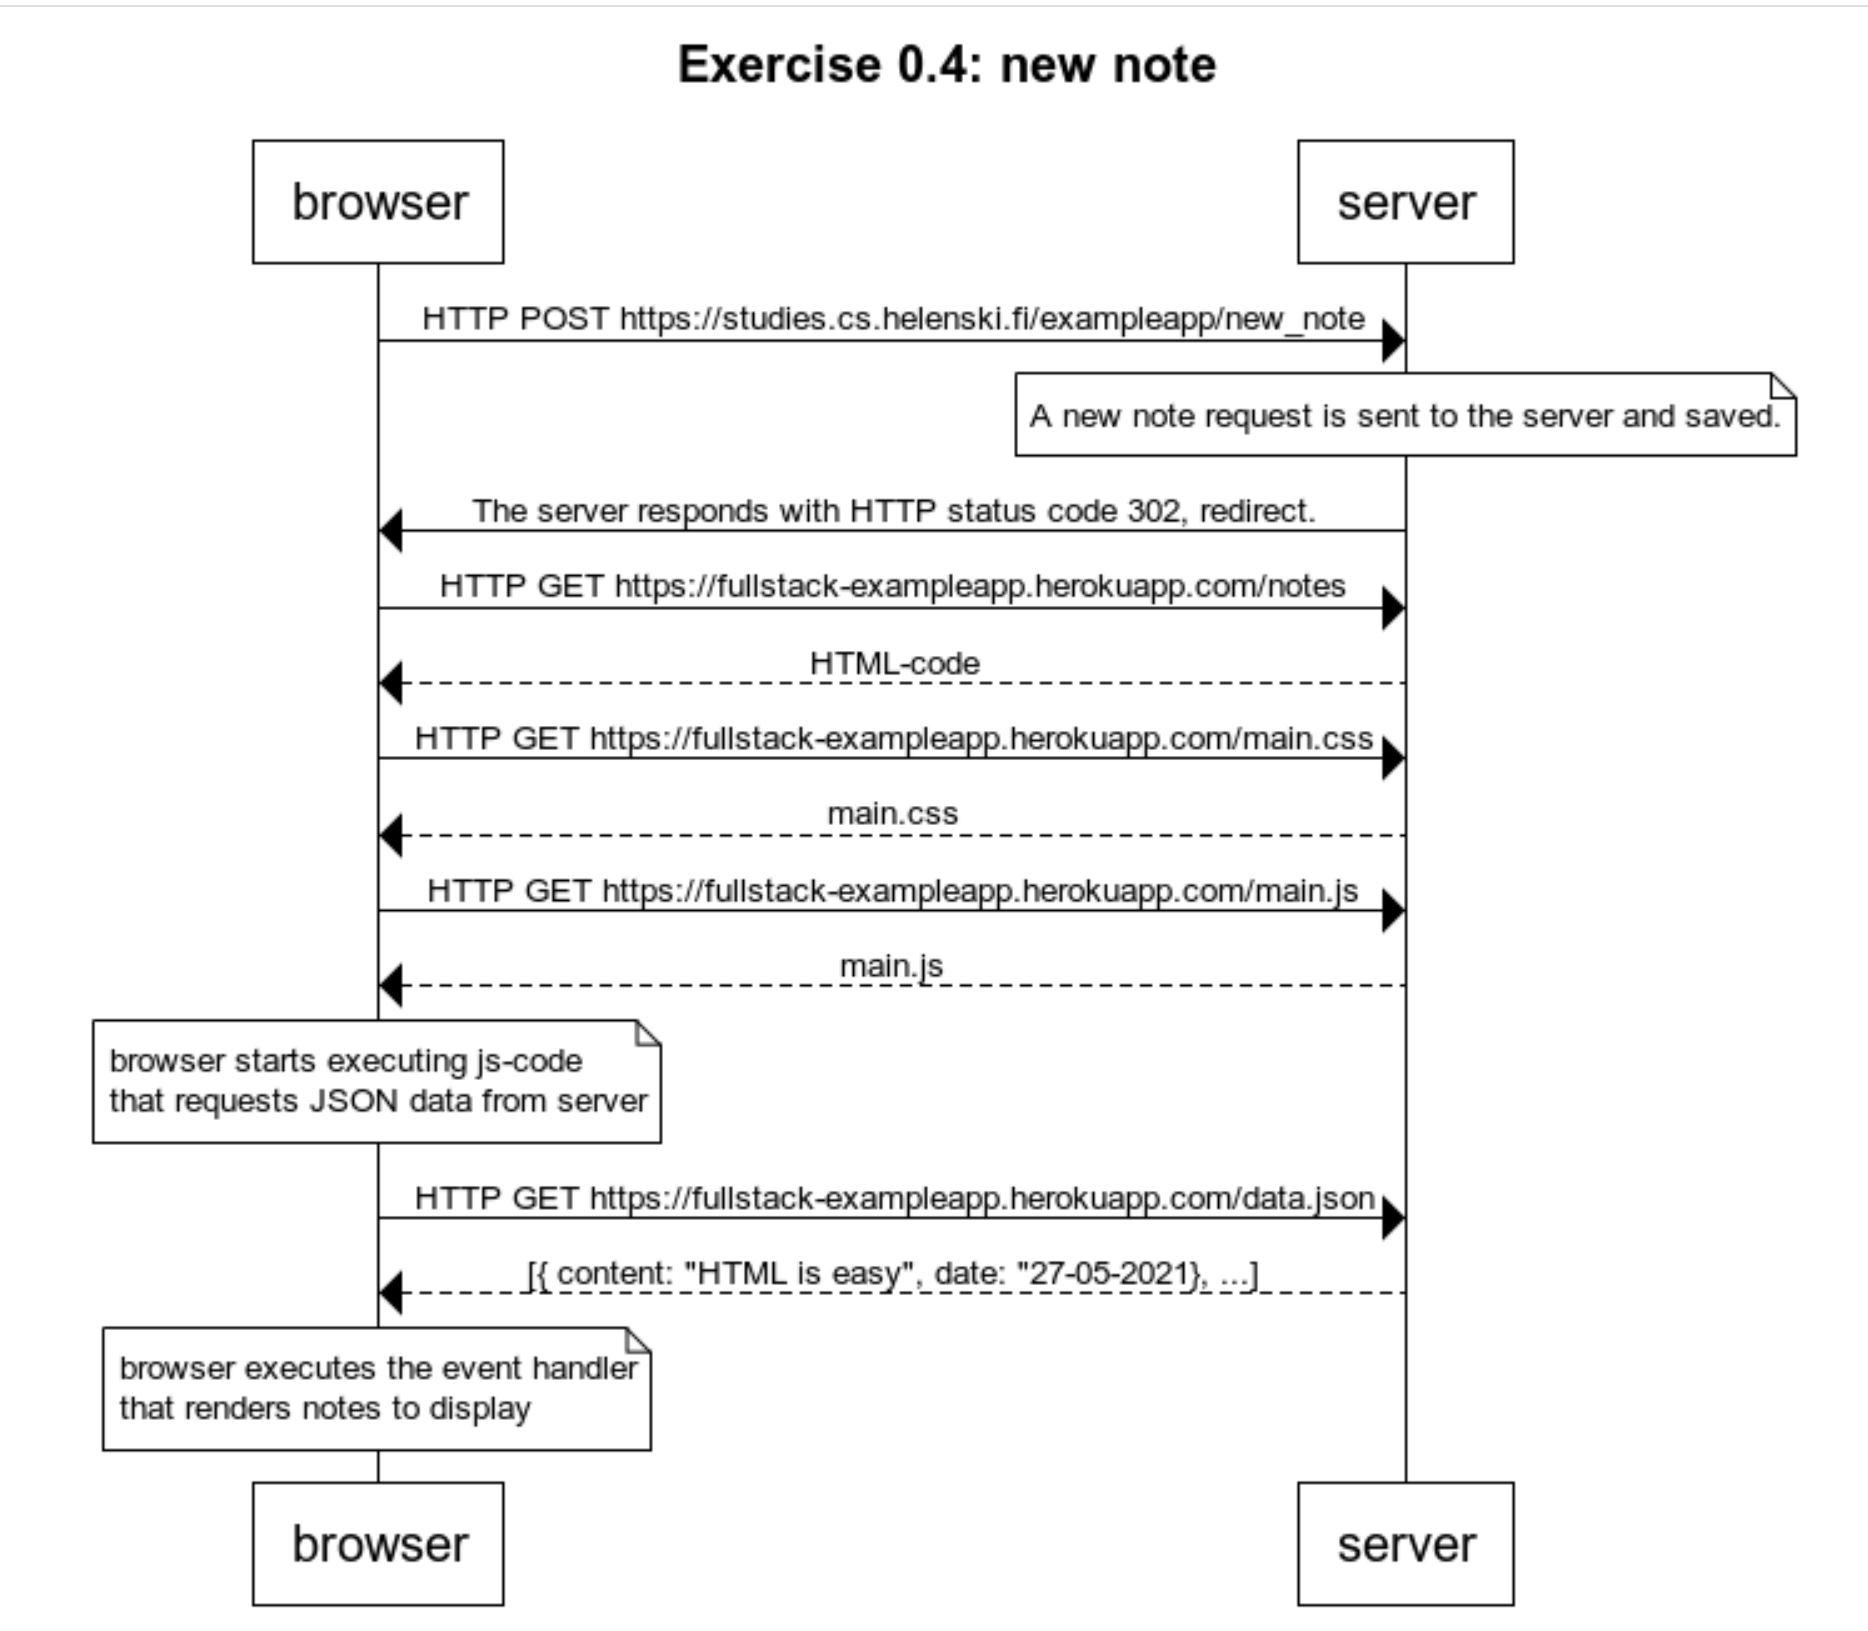 Exercise 0.4: new note
browser
server
HTTP POST https://studies.cs.helenski.fi/exampleapp/new_note
A new note request is sent to the server and saved.
The server responds with HTTP status code 302, redirect.
HTTP GET https://fullstack-exampleapp.herokuapp.com/notes
HTML-code
HTTP GET https://fullstack-exampleapp.herokuapp.com/main.css
main.css
HTTP GET https://fullstack-exampleapp.herokuapp.com/main.js
main.js
browser starts executing js-code
that requests JSON data from server
HTTP GET https://fullstack-exampleapp.herokuapp.com/data.json
[{ content: "HTML is easy", date: "27-05-2021}, ...]
browser executes the event handler
that renders notes to display
browser
server